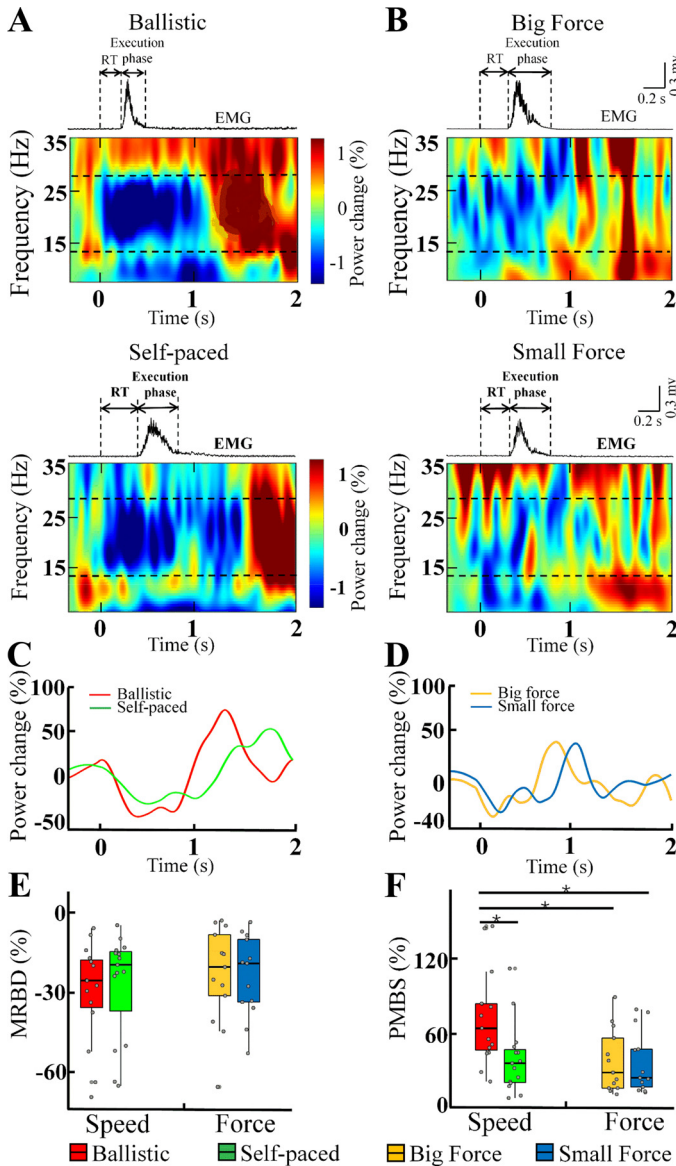 A
Ballistic
RT
Execution
phase
EMG
35
25
15
Frequency (Hz)
0
1
2
Time (s)
1
0
-1
Power change (%)
B
Big Force
RT
Execution
phase
0.2 s
0.3 mv
EMG
35
25
15
Frequency (Hz)
0
1
2
Time (s)
Self-paced
RT
Execution
phase
EMG
35
25
15
Frequency (Hz)
0
1
2
Time (s)
1
0
-1
Power change (%)
Small Force
RT
Execution
phase
0.2 s
0.3 mv
EMG
35
25
15
Frequency (Hz)
0
1
2
Time (s)
C
Power change (%)
100
50
0
-50
Ballistic
Self-paced
0
1
2
Time (s)
D
Power change (%)
100
50
0
-40
Big force
Small force
0
1
2
Time (s)
E
MRBD (%)
0
-30
-60
Speed
Force
F
PMBS (%)
120
60
0
*
*
*
Speed
Force
Ballistic
Self-paced
Big Force
Small Force